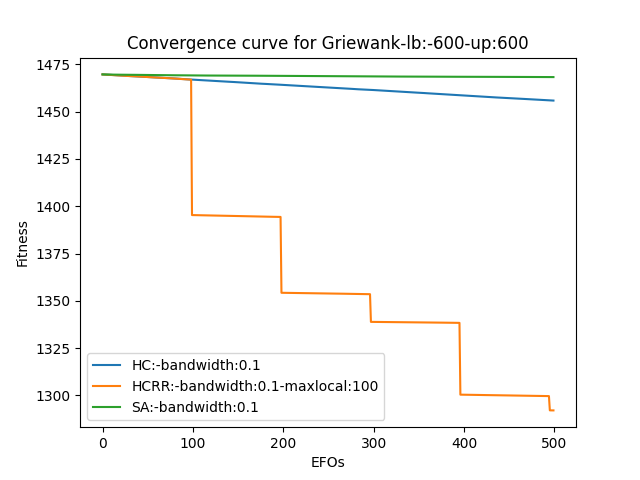 Convergence curve for Griewank-lb:-600-up:600
Fitness
1475
1450
1425
1400
1375
1350
1325
1300
HC:-bandwidth:0.1
HCRR:-bandwidth:0.1-maxlocal:100
SA:-bandwidth:0.1
0 100 200 300 400 500
EFOs